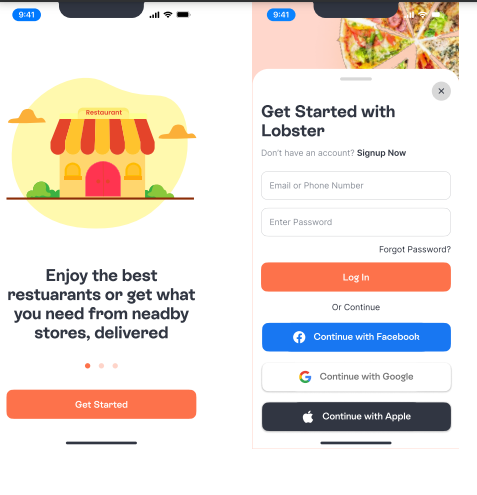 9:41
Restaurant
Enjoy the best
restuarants or get what
you need from neadby
stores, delivered
Get Started
9:41
Get Started with
Lobster
Don't have an account? Signup Now
Email or Phone Number
Enter Password
Forgot Password?
Log In
Or Continue
Continue with Facebook
Continue with Google
Continue with Apple